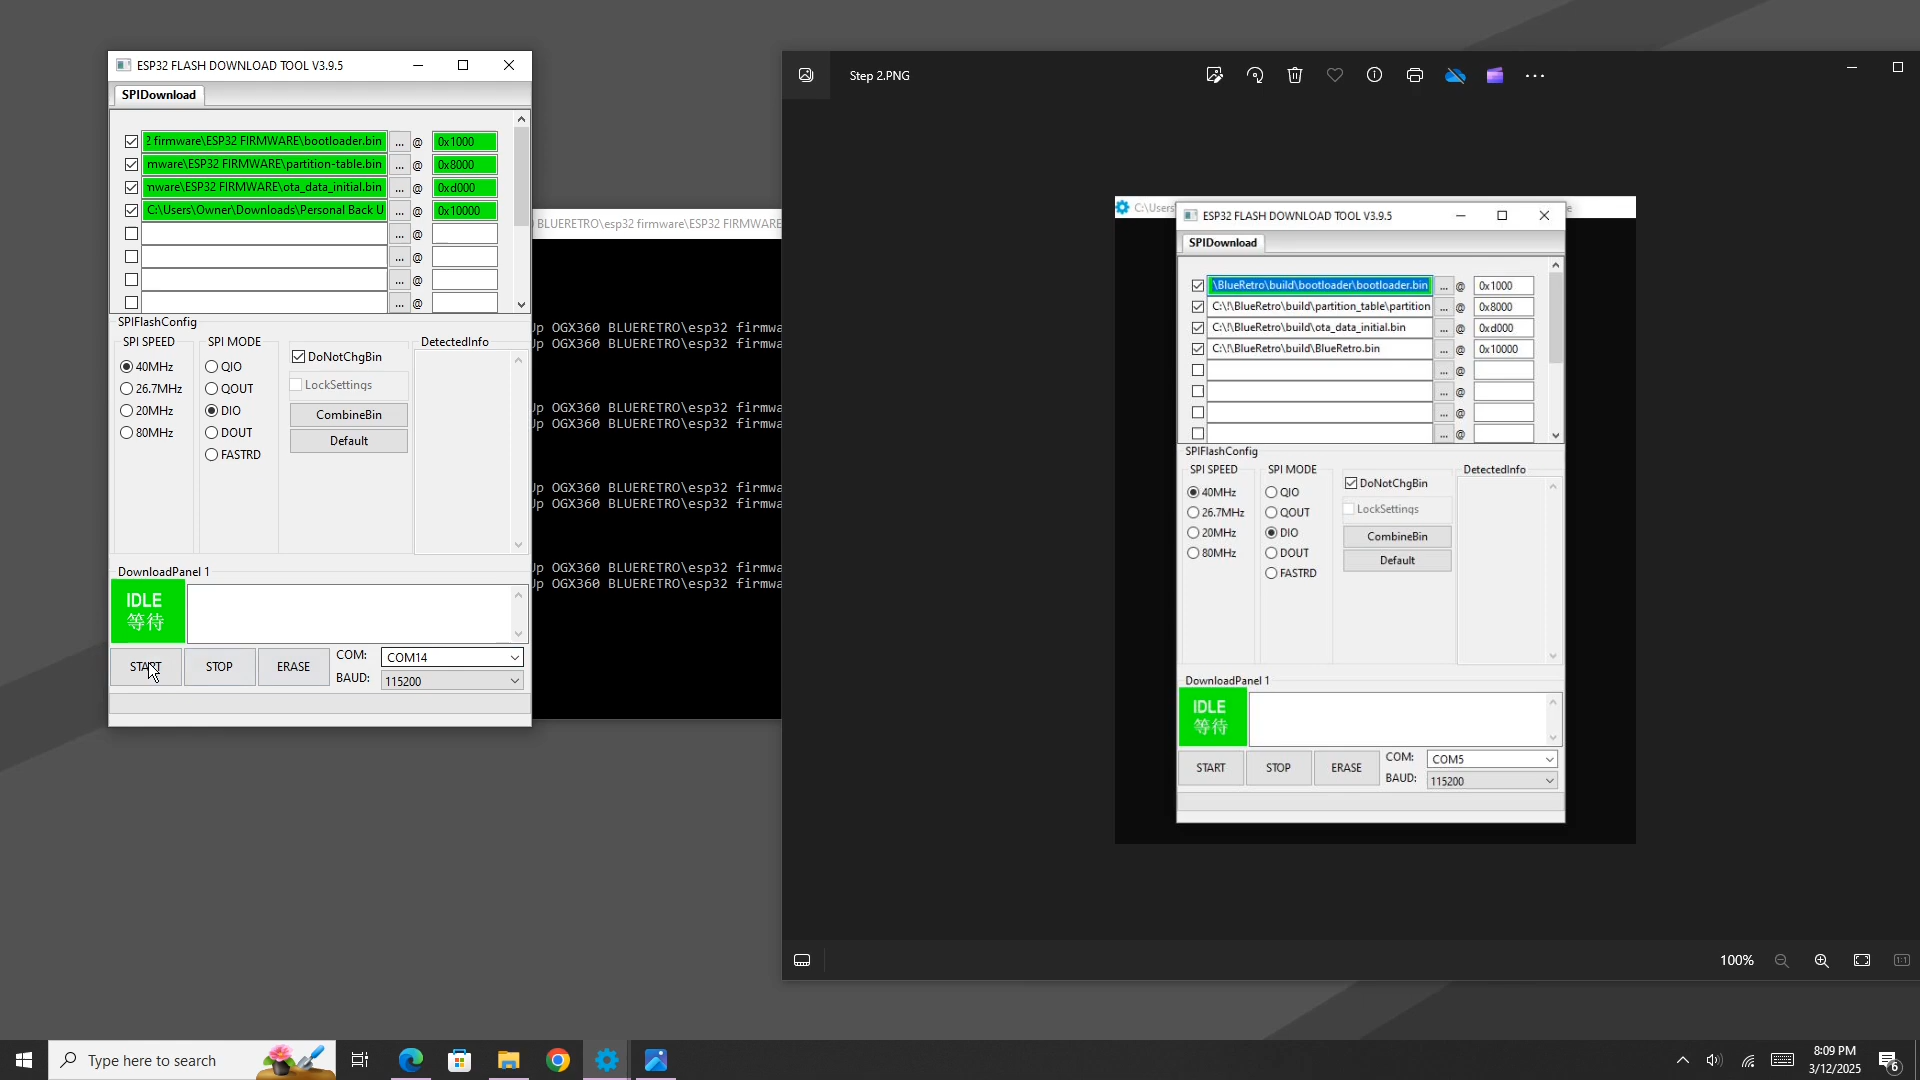 ESP32 FLASH DOWNLOAD TOOL V3.9.5
SPIDownload
2 firmware\ESP32 FIRMWARE\bootloader.bin ... @ 0x1000
mware\ESP32 FIRMWARE\partition-table.bin ... @ 0x8000
nware\ESP32 FIRMWARE\ota_data_initial.bin ... @ 0xd000
C:\Users\Owner\Downloads\Personal Back U ... @ 0x10000
... @
... @
... @
... @
SPIFlashConfig
SPI SPEED
40MHz
26.7MHz
20MHz
80MHz
SPI MODE
QIO
QOUT
DIO
DOUT
FASTRD
DoNotChgBin
LockSettings
CombineBin
Default
DetectedInfo
DownloadPanel 1
IDLE
等待
START STOP ERASE
COM: COM14
BAUD: 115200
BLUERETRO\esp32 firmware\ESP32 FIRMWARE
Up OGX360 BLUERETRO\esp32 firmwa
Up OGX360 BLUERETRO\esp32 firmwa
Up OGX360 BLUERETRO\esp32 firmwa
Up OGX360 BLUERETRO\esp32 firmwa
Up OGX360 BLUERETRO\esp32 firmwa
Up OGX360 BLUERETRO\esp32 firmwa
Up OGX360 BLUERETRO\esp32 firmwa
Up OGX360 BLUERETRO\esp32 firmwa
Step 2.PNG
C:\Users
ESP32 FLASH DOWNLOAD TOOL V3.9.5
SPIDownload
\BlueRetro\build\bootloader\bootloader.bin ... @ 0x1000
C:\!\BlueRetro\build\partition_table\partition ... @ 0x8000
C:\!\BlueRetro\build\ota_data_initial.bin ... @ 0xd000
C:\!\BlueRetro\build\BlueRetro.bin ... @ 0x10000
... @
... @
... @
... @
SPIFlashConfig
SPI SPEED
40MHz
26.7MHz
20MHz
80MHz
SPI MODE
QIO
QOUT
DIO
DOUT
FASTRD
DoNotChgBin
LockSettings
CombineBin
Default
DetectedInfo
DownloadPanel 1
IDLE
等待
START STOP ERASE
COM: COM5
BAUD: 115200
100%
1:1
Type here to search
8:09 PM
3/12/2025
6